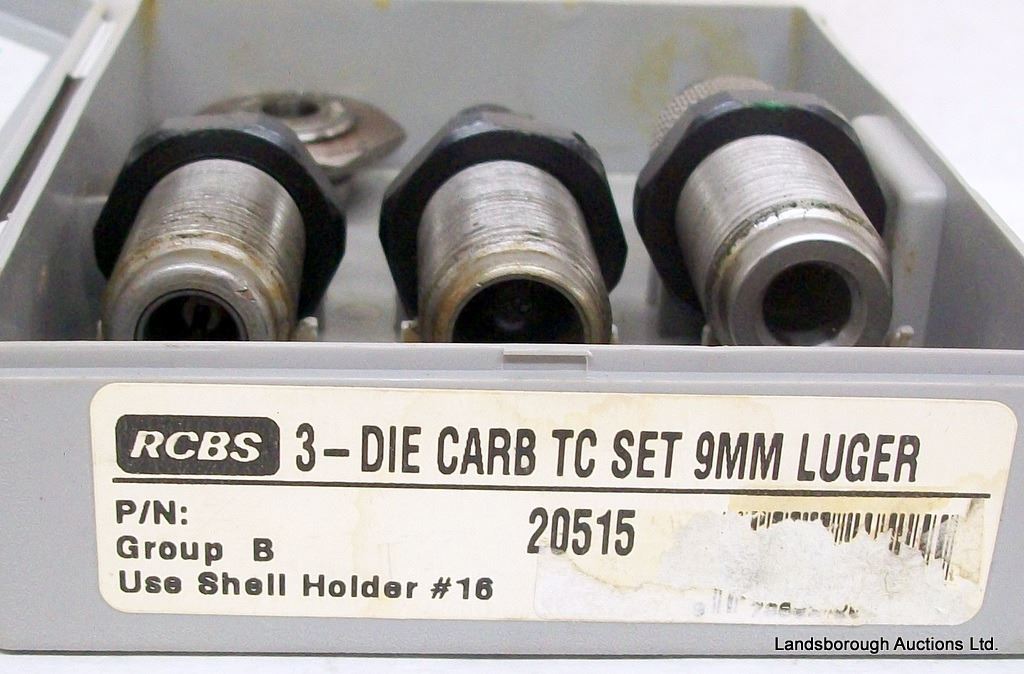 RCBS 3-DIE CARB TC SET 9MM LUGER
P/N: 20515
Group B
Use Shell Holder #16
Landsborough Auctions Ltd.